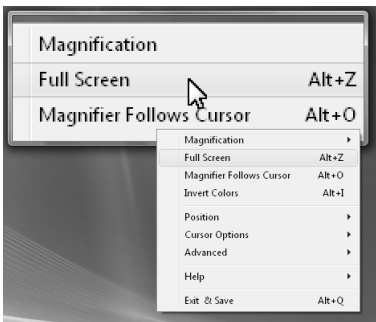 Magnification
Full Screen Alt+Z
Magnifier Follows Cursor Alt+O
Magnification
Full Screen Alt+Z
Magnifier Follows Cursor Alt+O
Invert Colors Alt+I
Position
Cursor Options
Advanced
Help
Exit & Save Alt+Q